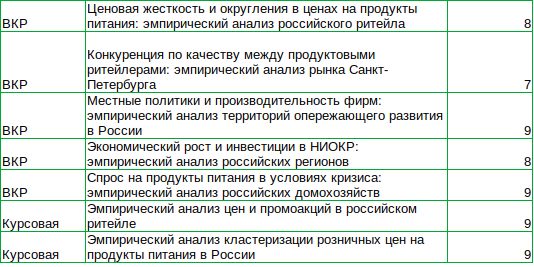 Ценовая жесткость и округления в ценах на продукты
ВКР питания: эмпирический анализ российского ритейла 8
Конкуренция по качеству между продуктовыми
ритейлерами: эмпирический анализ рынка Санкт-
ВКР Петербурга 7
Местные политики и производительность фирм:
эмпирический анализ территорий опережающего развития
ВКР в России 9
Экономический рост и инвестиции в НИОКР:
ВКР эмпирический анализ российских регионов 8
Спрос на продукты питания в условиях кризиса:
ВКР эмпирический анализ российских домохозяйств 9
Эмпирический анализ цен и промоакций в российском
Курсовая ритейле 9
Эмпирический анализ кластеризации розничных цен на
Курсовая продукты питания в России 9